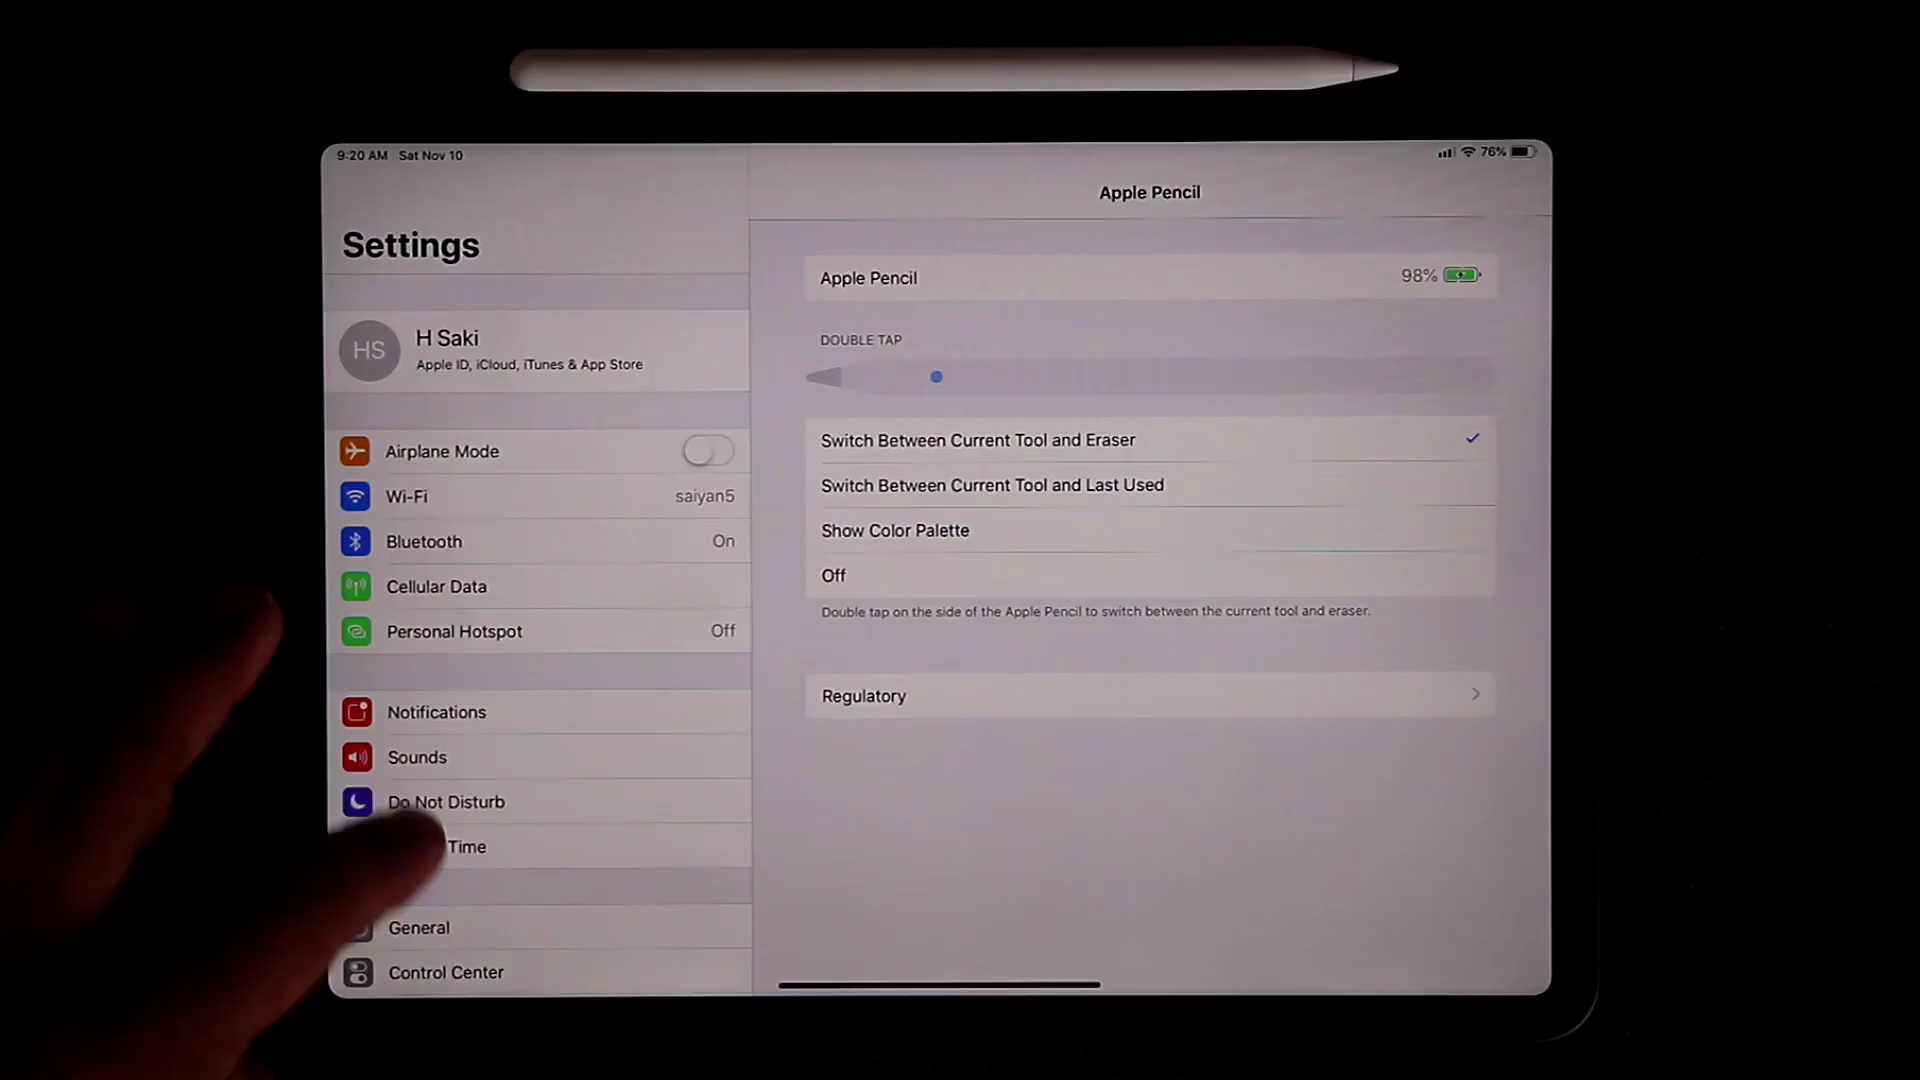 9:20 AM Sat Nov 10
76%
Settings
Apple Pencil
HS
H Saki
Apple ID, iCloud, iTunes & App Store
Airplane Mode
Wi-Fi
saiyan5
Bluetooth
On
Cellular Data
Personal Hotspot
Off
Notifications
Sounds
Do Not Disturb
Time
General
Control Center
Apple Pencil
98%
DOUBLE TAP
Switch Between Current Tool and Eraser
Switch Between Current Tool and Last Used
Show Color Palette
Off
Double tap on the side of the Apple Pencil to switch between the current tool and eraser.
Regulatory